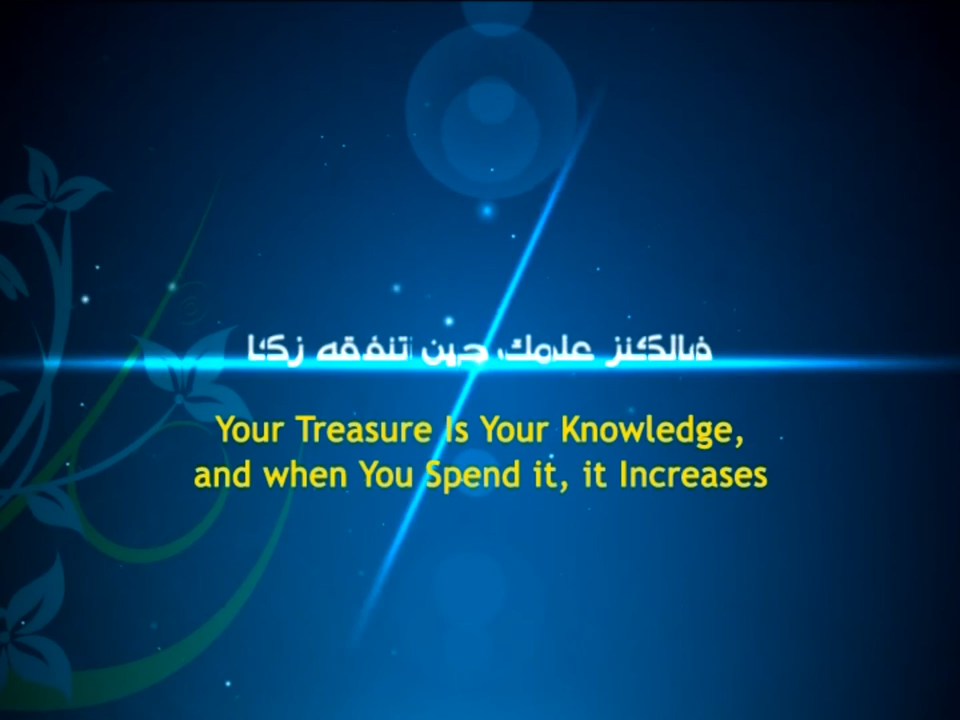 فالكنز علمك حين تنفقه زكا
Your Treasure Is Your Knowledge,
and when You Spend it, it Increases